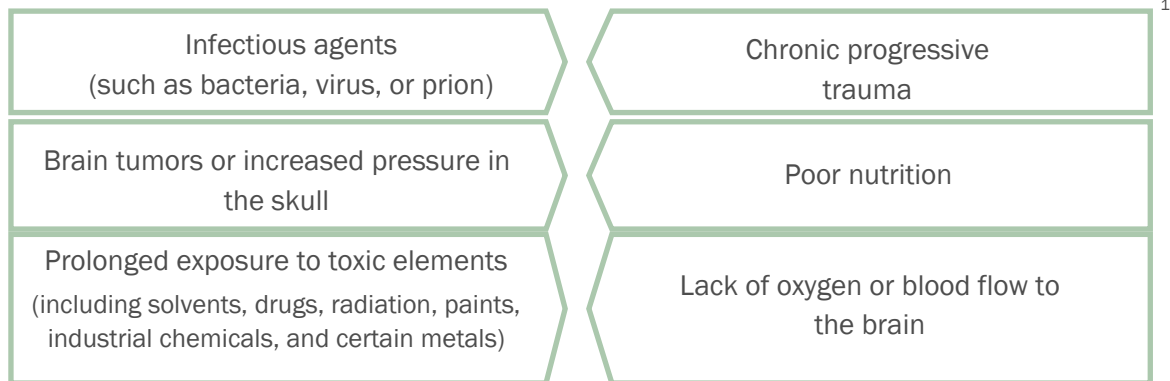 1
Infectious agents
(such as bacteria, virus, or prion)
Chronic progressive
trauma
Brain tumors or increased pressure in
the skull
Poor nutrition
Prolonged exposure to toxic elements
(including solvents, drugs, radiation, paints,
industrial chemicals, and certain metals)
Lack of oxygen or blood flow to
the brain